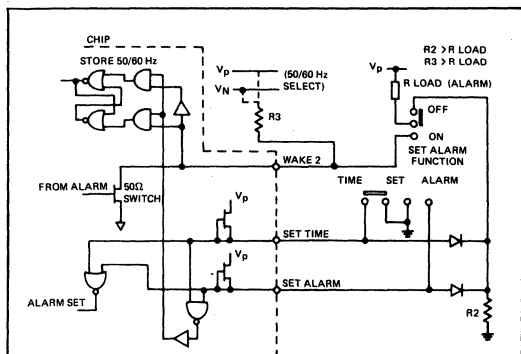 CHIP
STORE 50/60 Hz
Vp
VN
(50/60 Hz
SELECT)
R3
R2 > R LOAD
R3 > R LOAD
Vp
R LOAD (ALARM)
OFF
ON
SET ALARM
FUNCTION
WAKE 2
FROM ALARM
50Ω
SWITCH
TIME SET ALARM
Vp
SET TIME
Vp
SET ALARM
ALARM SET
R2